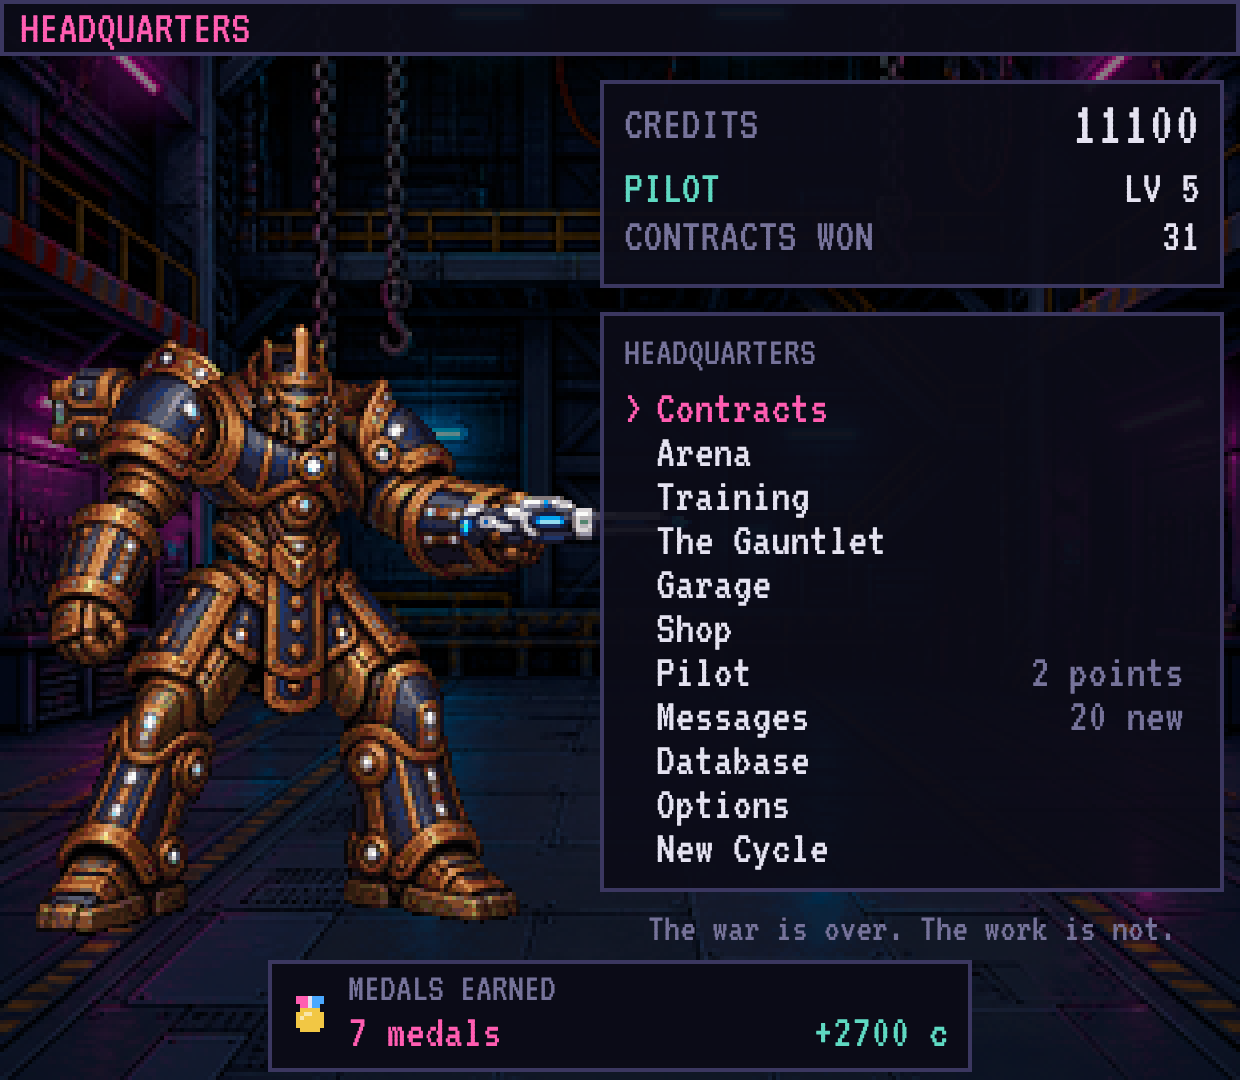 HEADQUARTERS
CREDITS 11100
PILOT LV 5
CONTRACTS WON 31
HEADQUARTERS
> Contracts
Arena
Training
The Gauntlet
Garage
Shop
Pilot 2 points
Messages 20 new
Database
Options
New Cycle
The war is over. The work is not.
MEDALS EARNED
7 medals +2700 c